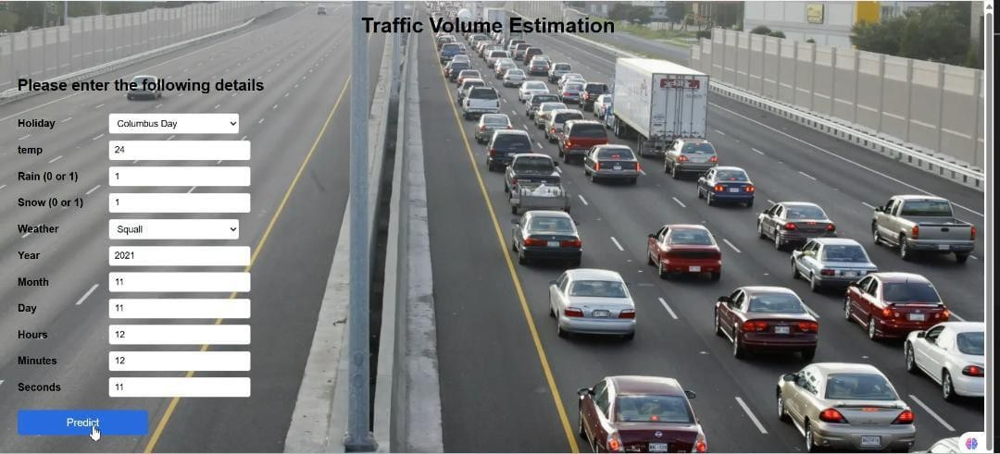 Traffic Volume Estimation
Please enter the following details
Holiday Columbus Day
temp 24
Rain (0 or 1) 1
Snow (0 or 1) 1
Weather Squall
Year 2021
Month 11
Day 11
Hours 12
Minutes 12
Seconds 11
Predict